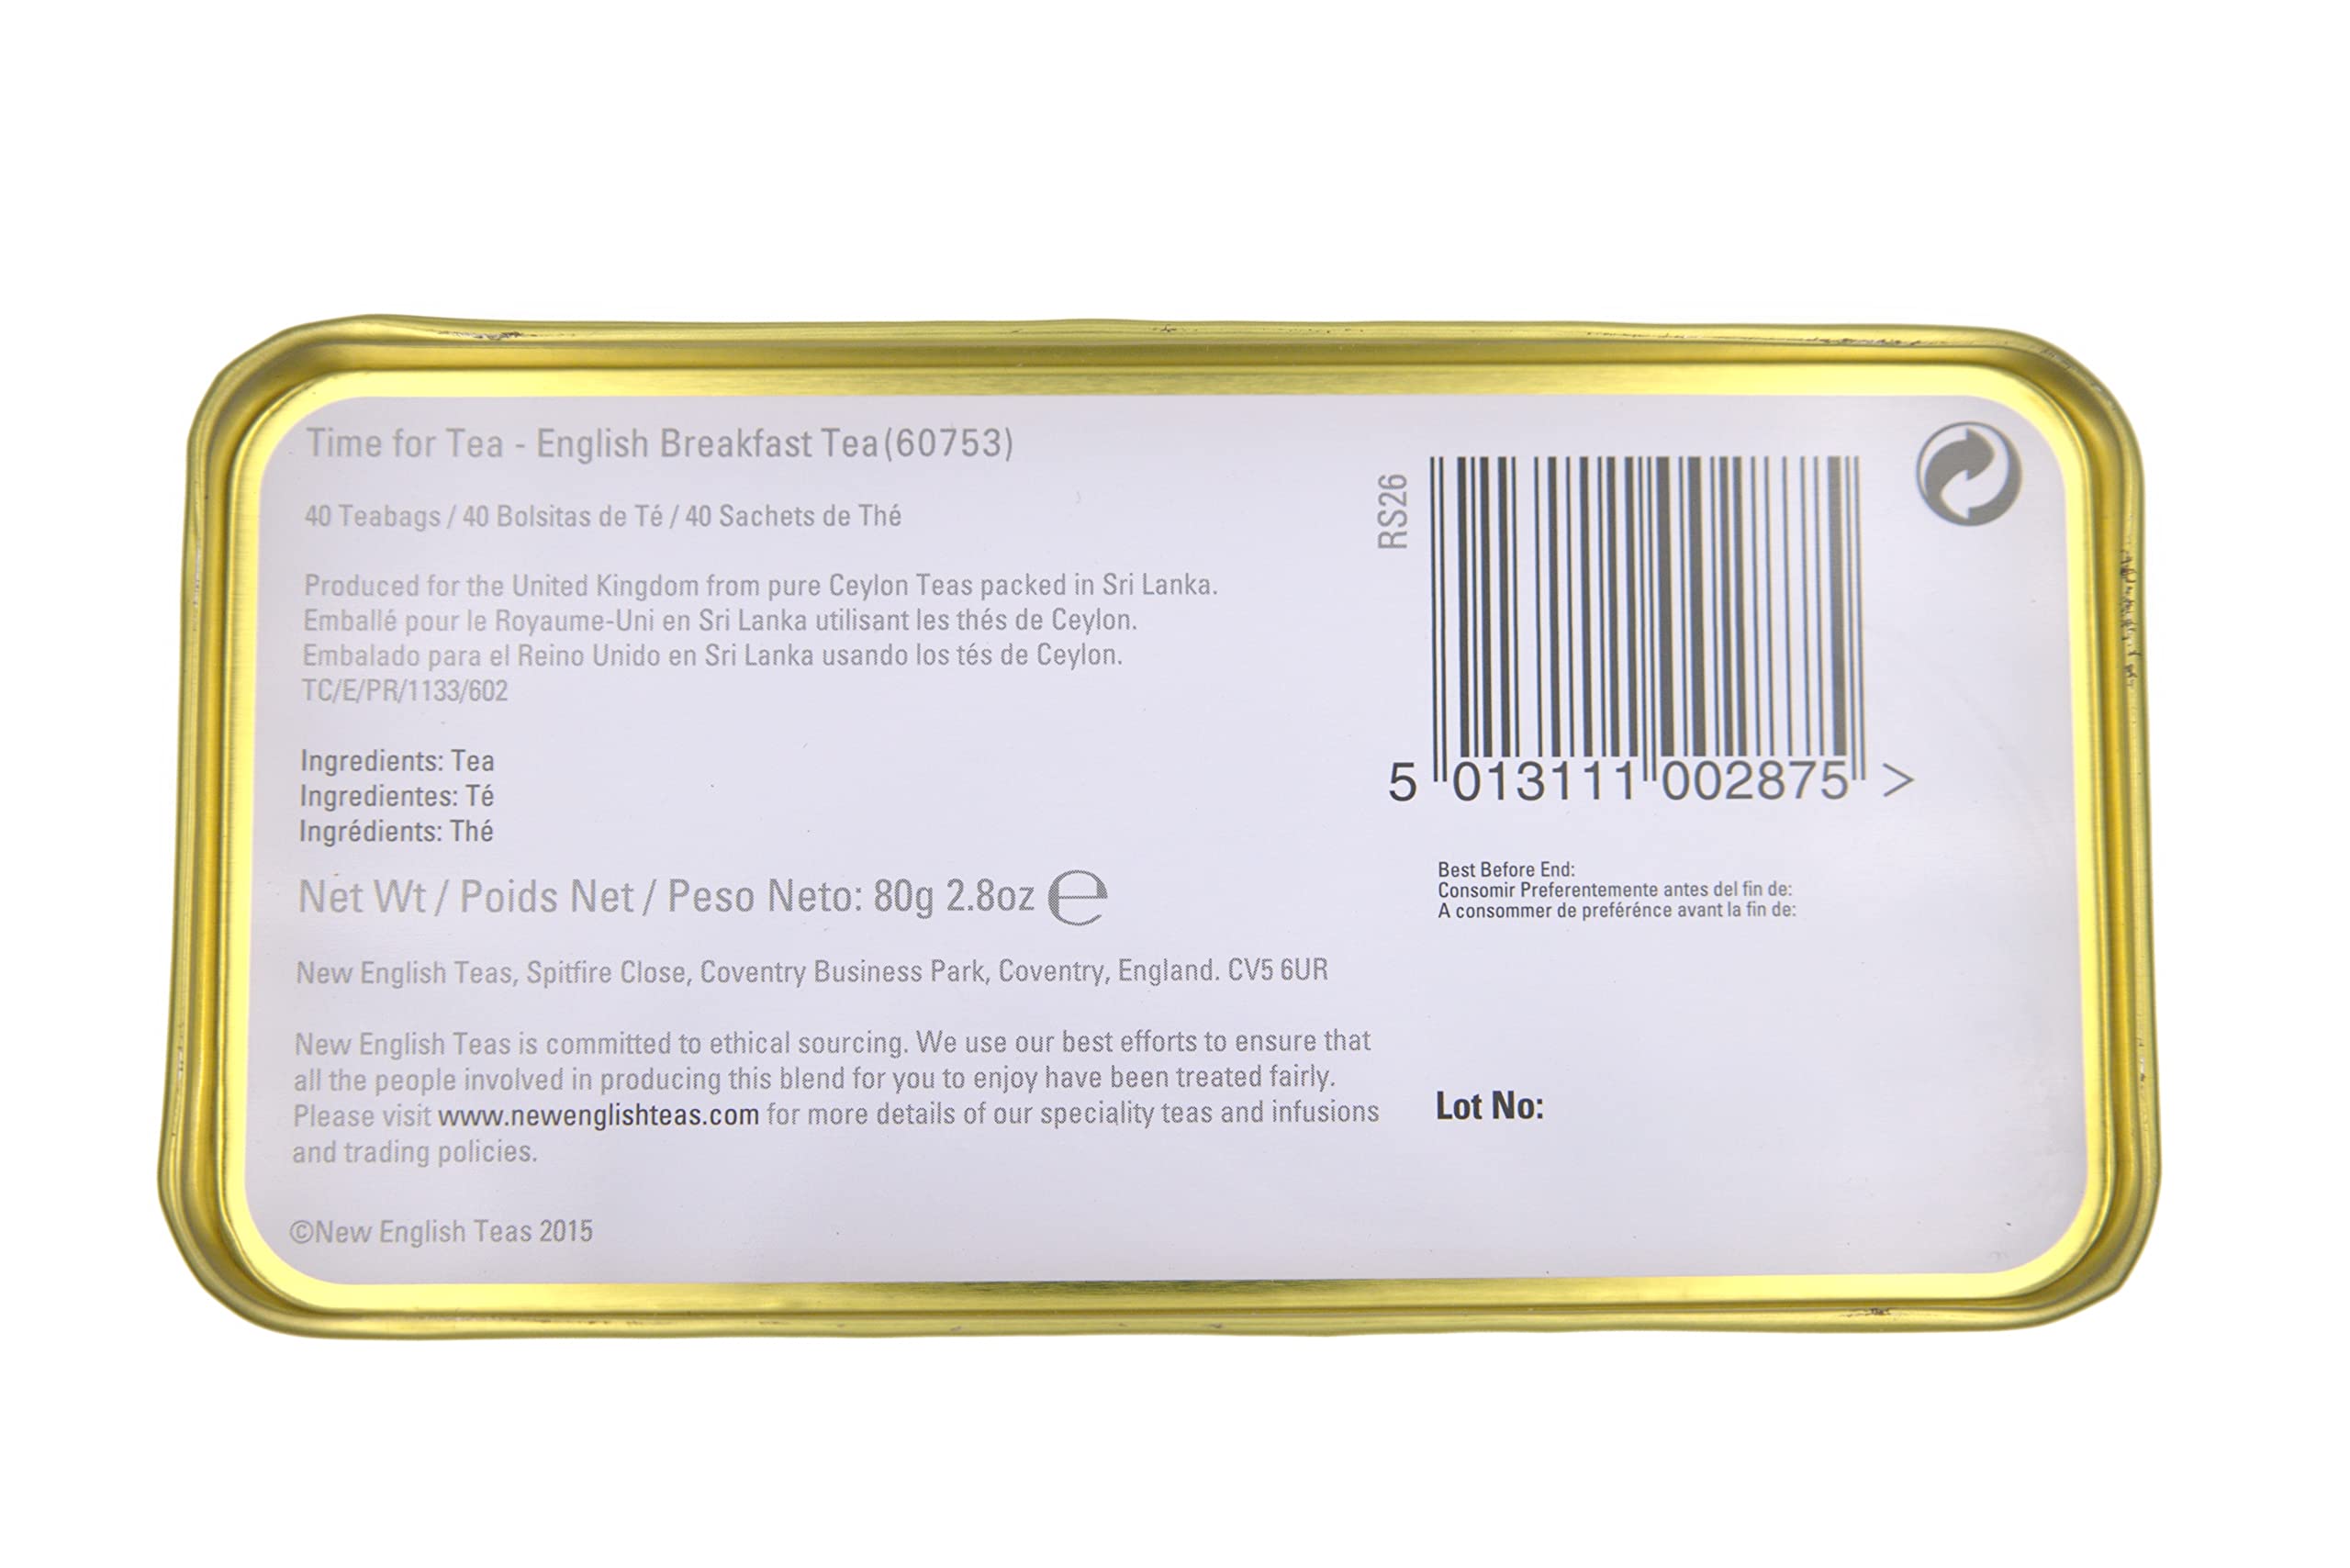 Time for Tea - English Breakfast Tea(60753)
40 Teabags / 40 Bolsitas de Té / 40 Sachets de Thé
Produced for the United Kingdom from pure Ceylon Teas packed in Sri Lanka.
Emballé pour le Royaume-Uni en Sri Lanka utilisant les thés de Ceylon.
Embalado para el Reino Unido en Sri Lanka usando los tés de Ceylon.
TC/E/PR/1133/602
Ingredients: Tea
Ingredientes: Té
Ingrédients: Thé
Net Wt / Poids Net / Peso Neto: 80g 2.8oz ℮
New English Teas, Spitfire Close, Coventry Business Park, Coventry, England. CV5 6UR
New English Teas is committed to ethical sourcing. We use our best efforts to ensure that
all the people involved in producing this blend for you to enjoy have been treated fairly.
Please visit www.newenglishteas.com for more details of our speciality teas and infusions
and trading policies.
©New English Teas 2015
RS26
5 013111 002875 >
Best Before End:
Consomir Preferentemente antes del fin de:
A consommer de preférénce avant la fin de:
Lot No: